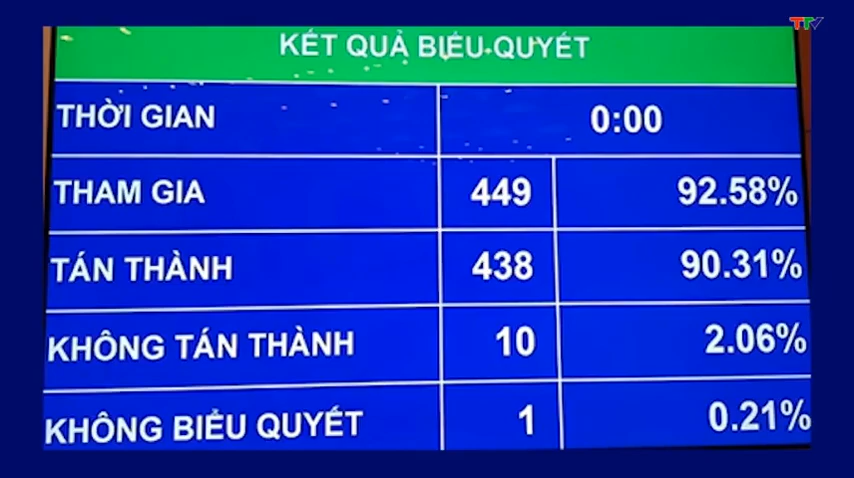 TTV
KẾT QUẢ BIỂU QUYẾT
THỜI GIAN 0:00
THAM GIA 449 92.58%
TÁN THÀNH 438 90.31%
KHÔNG TÁN THÀNH 10 2.06%
KHÔNG BIỂU QUYẾT 1 0.21%